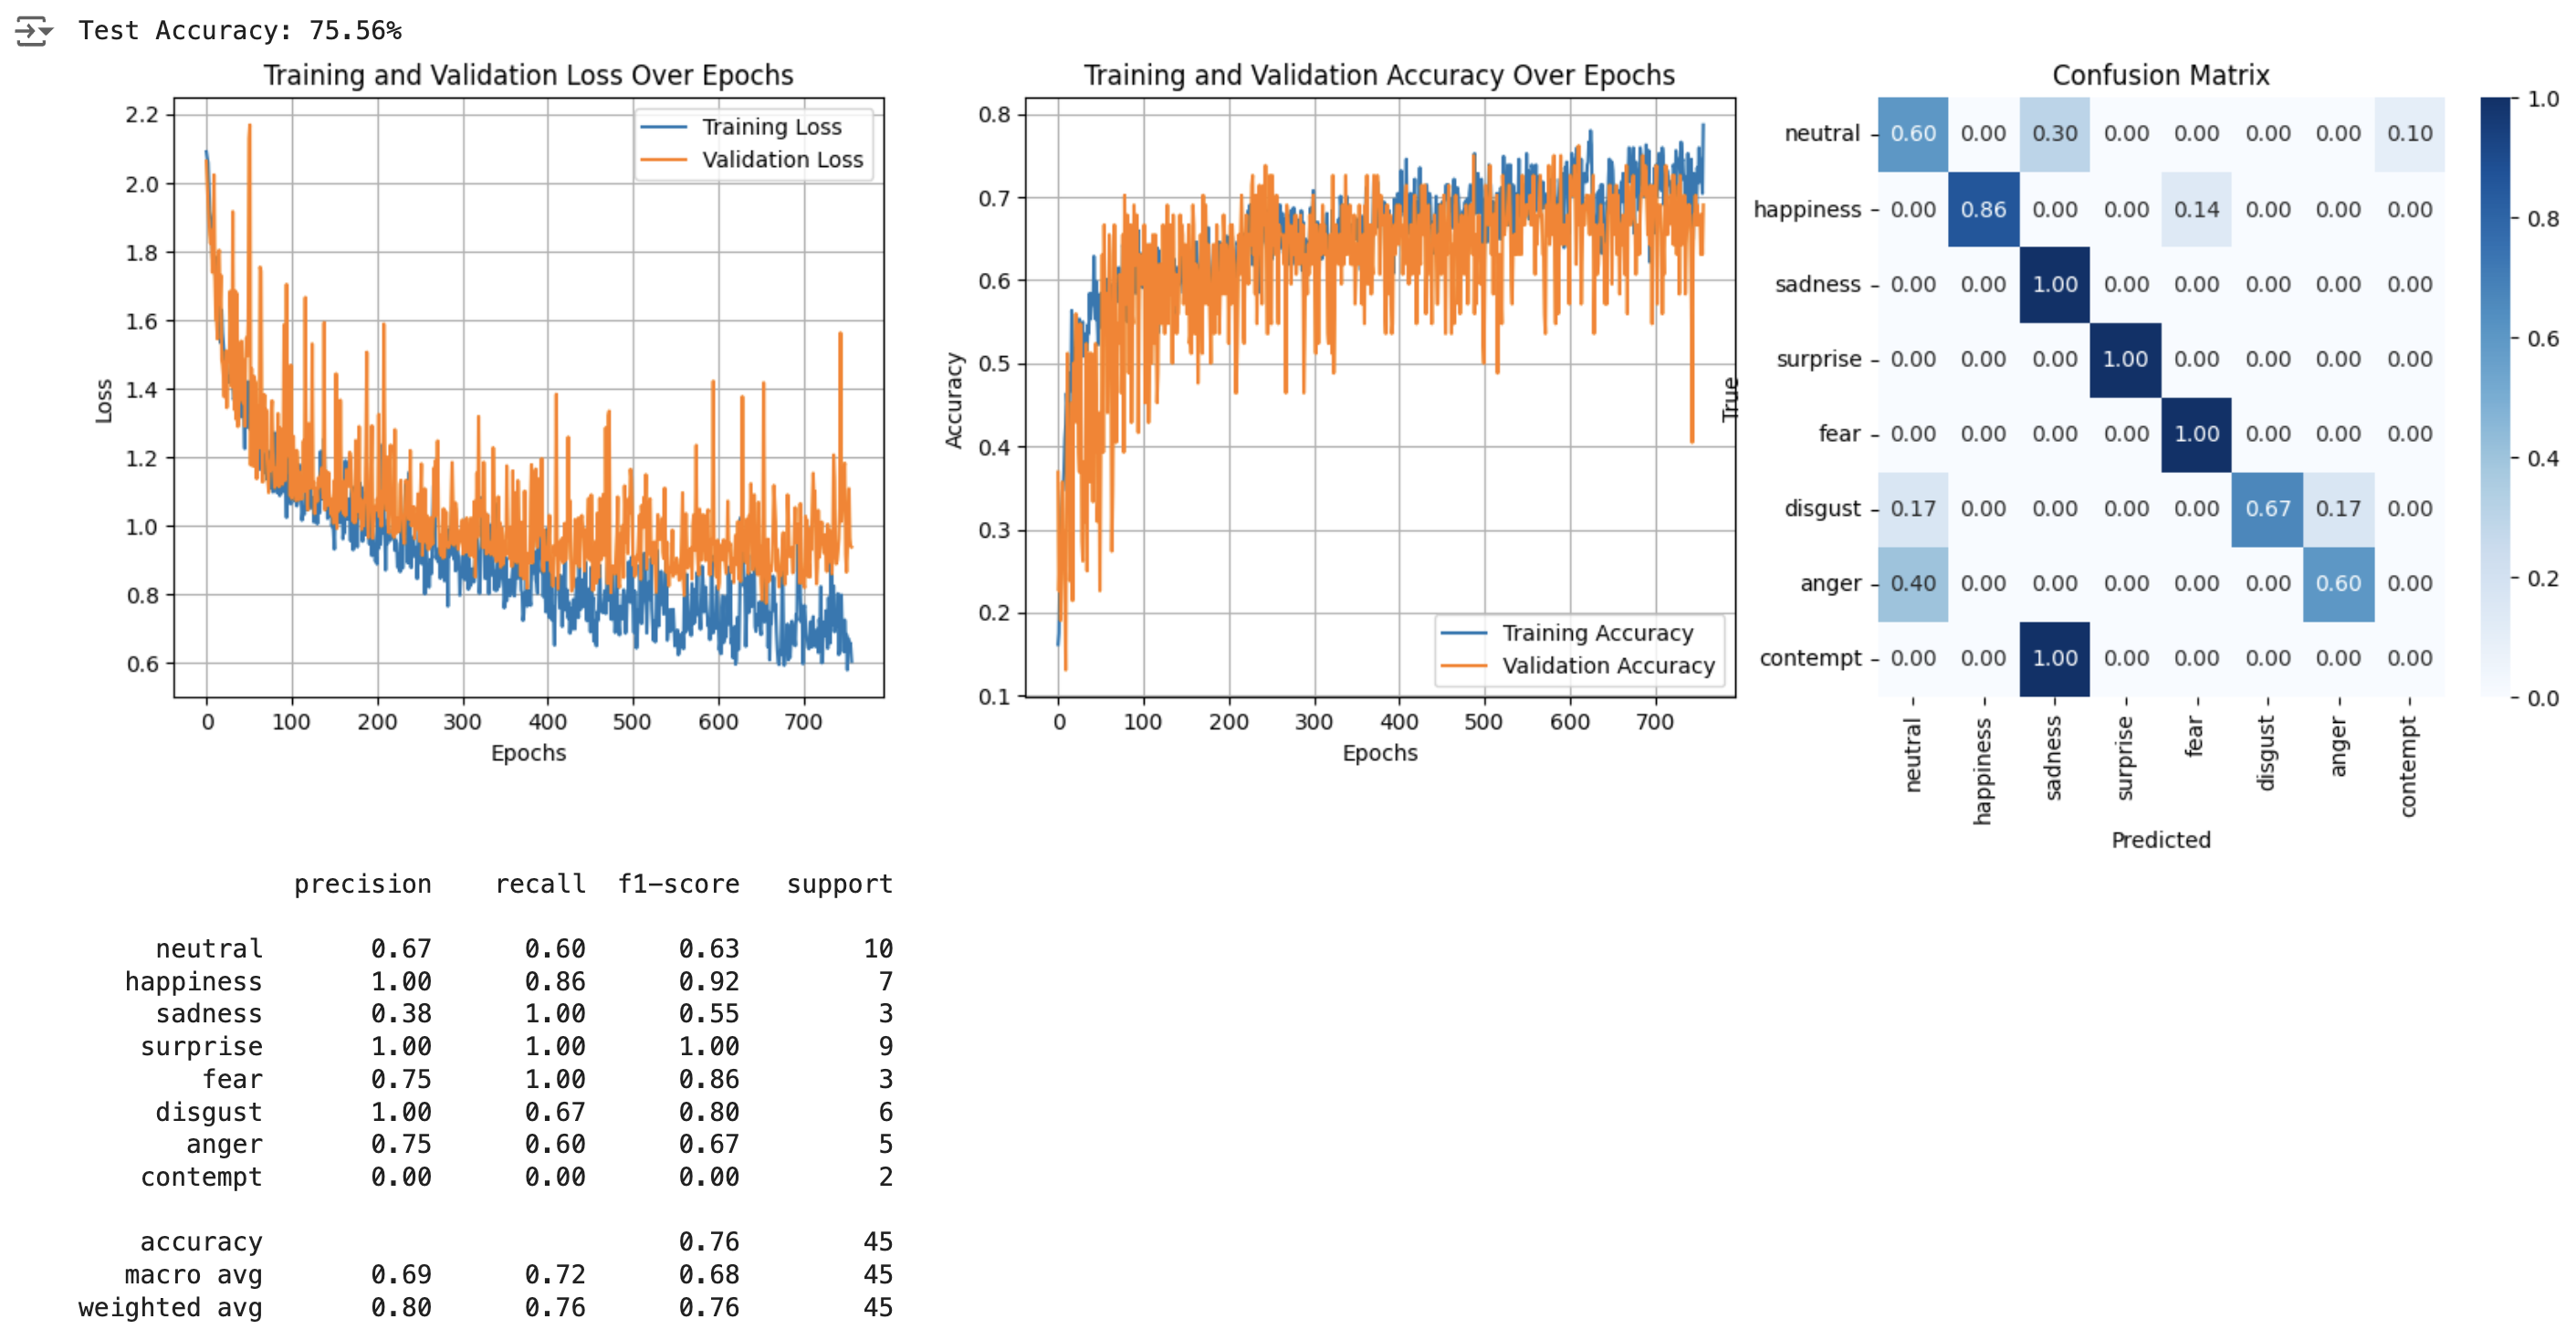 Test Accuracy: 75.56%
Training and Validation Loss Over Epochs
2.2
2.0
1.8
1.6
1.4
1.2
1.0
0.8
0.6
Loss
Training Loss
Validation Loss
0 100 200 300 400 500 600 700
Epochs
Training and Validation Accuracy Over Epochs
0.8
0.7
0.6
0.5
0.4
0.3
0.2
0.1
Accuracy
Training Accuracy
Validation Accuracy
0 100 200 300 400 500 600 700
Epochs
Confusion Matrix
True
neutral 0.60 0.00 0.30 0.00 0.00 0.00 0.00 0.10
happiness 0.00 0.86 0.00 0.00 0.14 0.00 0.00 0.00
sadness 0.00 0.00 1.00 0.00 0.00 0.00 0.00 0.00
surprise 0.00 0.00 0.00 1.00 0.00 0.00 0.00 0.00
fear 0.00 0.00 0.00 0.00 1.00 0.00 0.00 0.00
disgust 0.17 0.00 0.00 0.00 0.00 0.67 0.17 0.00
anger 0.40 0.00 0.00 0.00 0.00 0.00 0.60 0.00
contempt 0.00 0.00 1.00 0.00 0.00 0.00 0.00 0.00
neutral happiness sadness surprise fear disgust anger contempt
Predicted
1.0
0.8
0.6
0.4
0.2
0.0
precision recall f1-score support
neutral 0.67 0.60 0.63 10
happiness 1.00 0.86 0.92 7
sadness 0.38 1.00 0.55 3
surprise 1.00 1.00 1.00 9
fear 0.75 1.00 0.86 3
disgust 1.00 0.67 0.80 6
anger 0.75 0.60 0.67 5
contempt 0.00 0.00 0.00 2
accuracy 0.76 45
macro avg 0.69 0.72 0.68 45
weighted avg 0.80 0.76 0.76 45